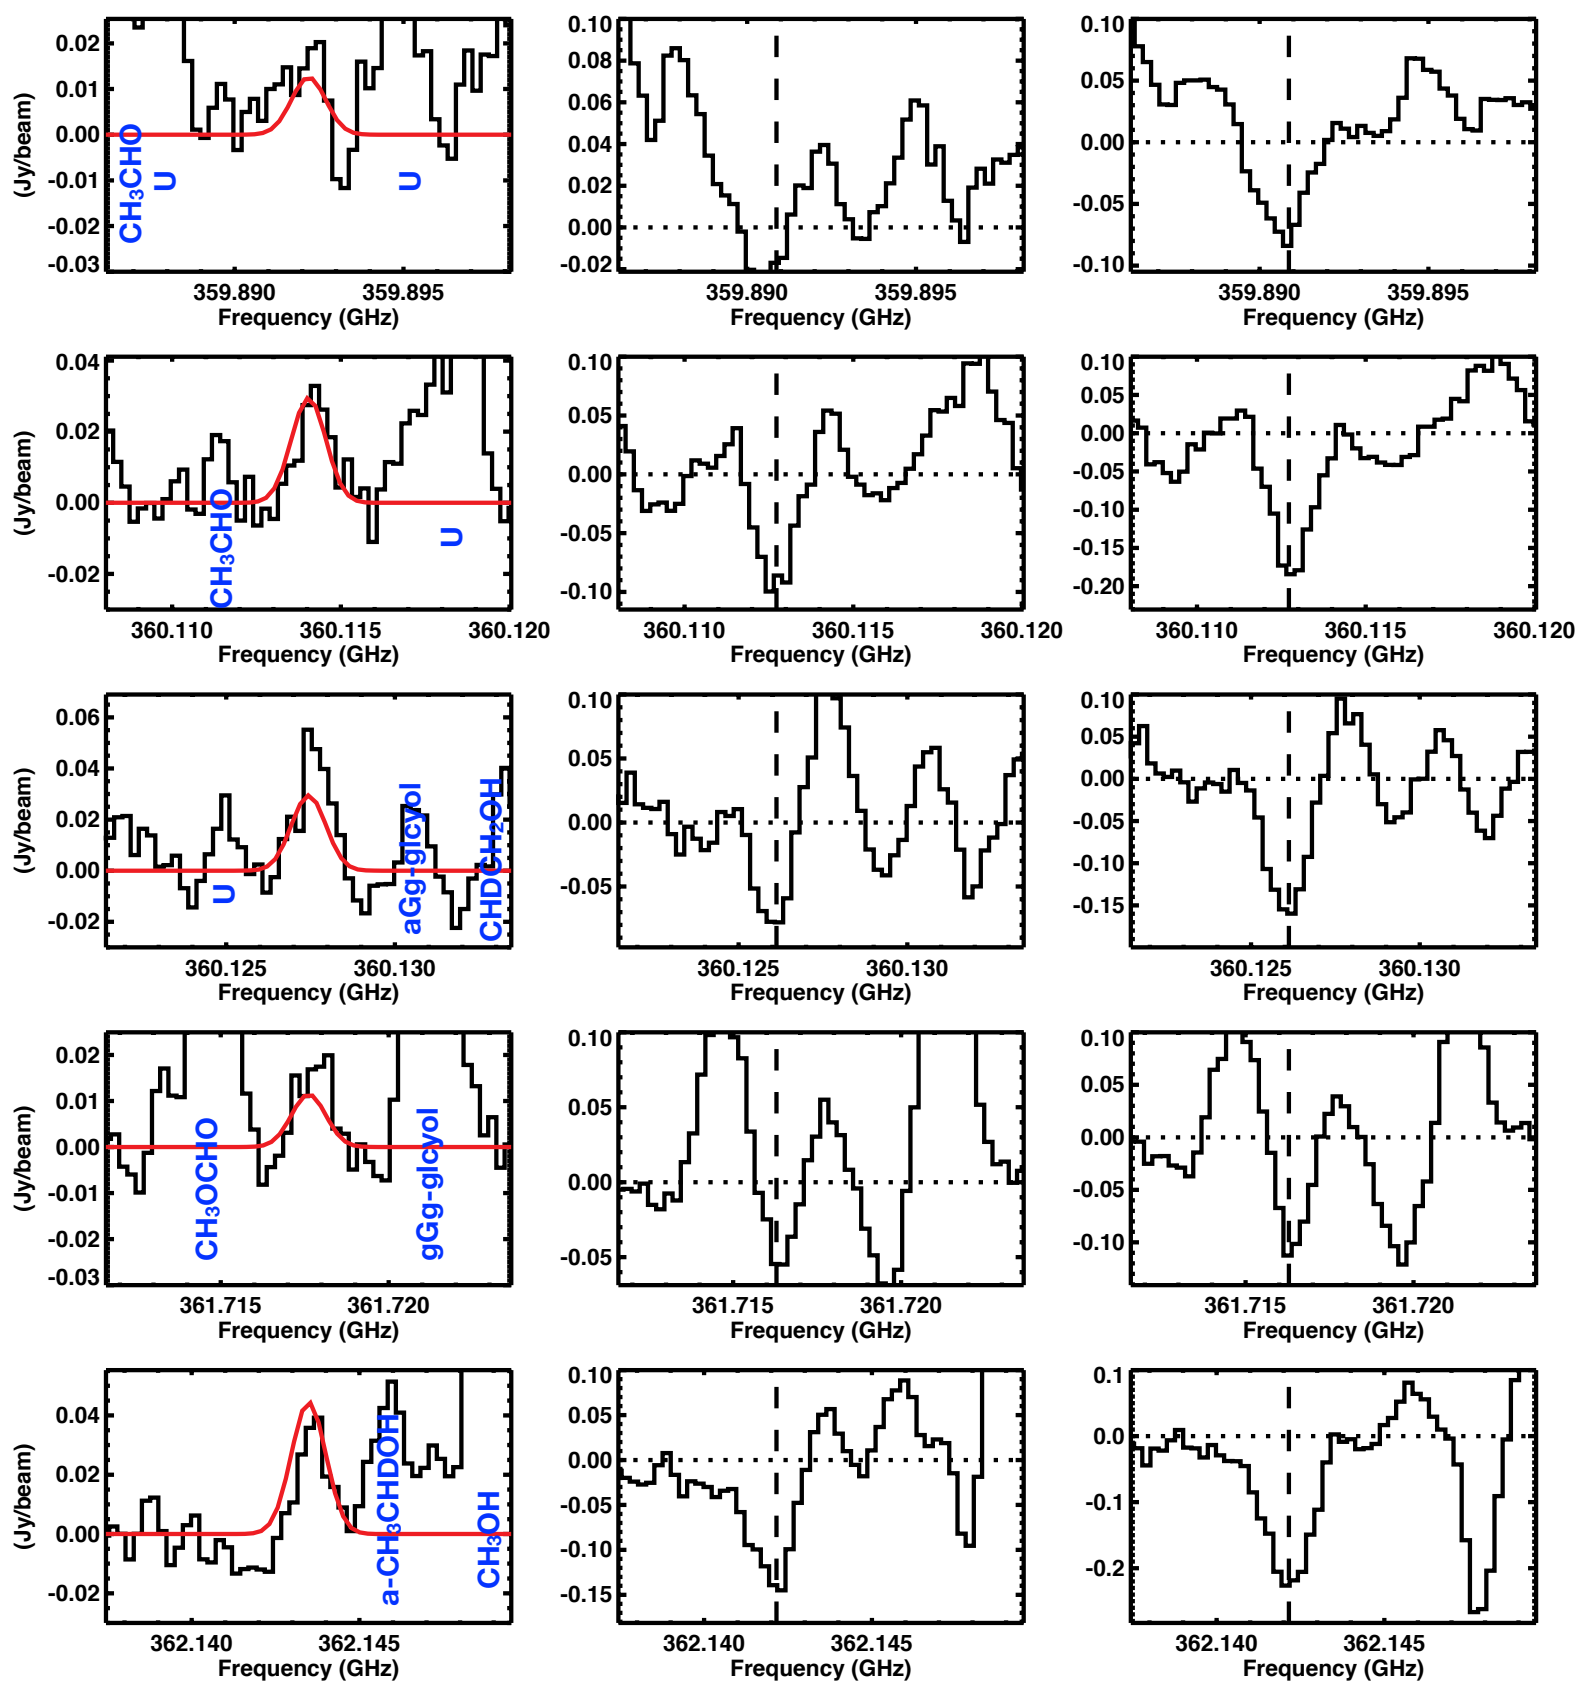 0.02
0.01
0.00
-0.01
-0.02
-0.03
(Jy/beam)
CH3CHO
U
U
359.890 359.895
Frequency (GHz)
0.10
0.08
0.06
0.04
0.02
0.00
-0.02
359.890 359.895
Frequency (GHz)
0.10
0.05
0.00
-0.05
-0.10
359.890 359.895
Frequency (GHz)
0.04
0.02
0.00
-0.02
(Jy/beam)
CH3CHO
U
360.110 360.115 360.120
Frequency (GHz)
0.10
0.05
0.00
-0.05
-0.10
360.110 360.115 360.120
Frequency (GHz)
0.10
0.05
0.00
-0.05
-0.10
-0.15
-0.20
360.110 360.115 360.120
Frequency (GHz)
0.06
0.04
0.02
0.00
-0.02
(Jy/beam)
U
aGg-glcyol
CHDCH2OH
360.125 360.130
Frequency (GHz)
0.10
0.05
0.00
-0.05
360.125 360.130
Frequency (GHz)
0.10
0.05
0.00
-0.05
-0.10
-0.15
360.125 360.130
Frequency (GHz)
0.02
0.01
0.00
-0.01
-0.02
-0.03
(Jy/beam)
CH3OCHO
gGg-glcyol
361.715 361.720
Frequency (GHz)
0.10
0.05
0.00
-0.05
361.715 361.720
Frequency (GHz)
0.10
0.05
0.00
-0.05
-0.10
361.715 361.720
Frequency (GHz)
0.04
0.02
0.00
-0.02
(Jy/beam)
a-CH3CHDOH
CH3OH
362.140 362.145
Frequency (GHz)
0.10
0.05
0.00
-0.05
-0.10
-0.15
362.140 362.145
Frequency (GHz)
0.1
0.0
-0.1
-0.2
362.140 362.145
Frequency (GHz)